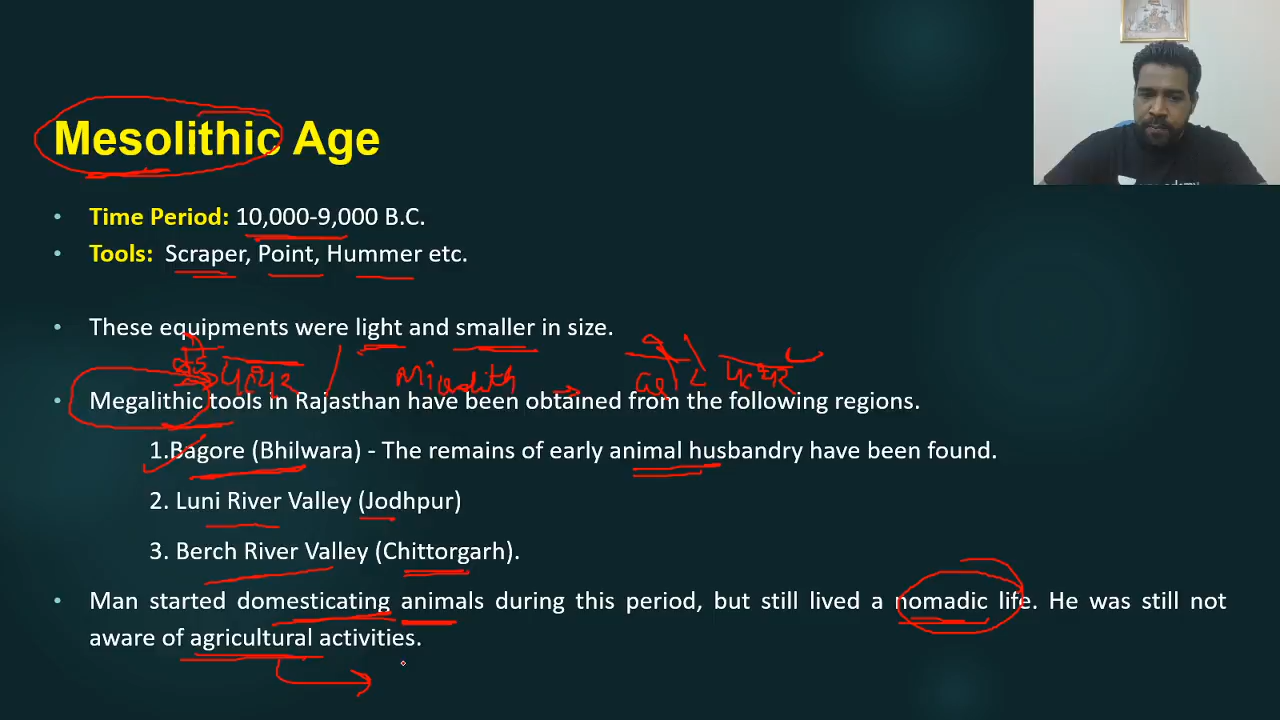 Mesolithic Age
• Time Period: 10,000-9,000 B.C.
• Tools: Scraper, Point, Hummer etc.
• These equipments were light and smaller in size.
• Megalithic tools in Rajasthan have been obtained from the following regions.
1.Bagore (Bhilwara) - The remains of early animal husbandry have been found.
2. Luni River Valley (Jodhpur)
3. Berch River Valley (Chittorgarh).
• Man started domesticating animals during this period, but still lived a nomadic life. He was still not
aware of agricultural activities.